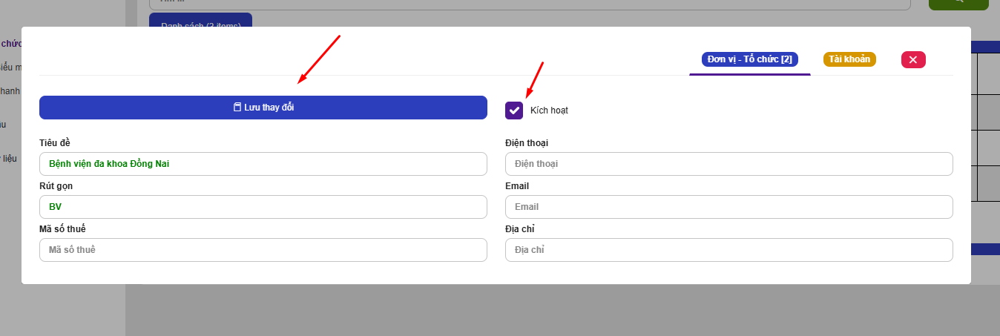 Danh sách (2 items)
chức
hanh
liệu
Đơn vị - Tổ chức [2]
Tài khoản
Lưu thay đổi
Kích hoạt
Tiêu đề
Điện thoại
Bệnh viện đa khoa Đồng Nai
Điện thoại
Rút gọn
Email
BV
Email
Mã số thuế
Địa chỉ
Mã số thuế
Địa chỉ